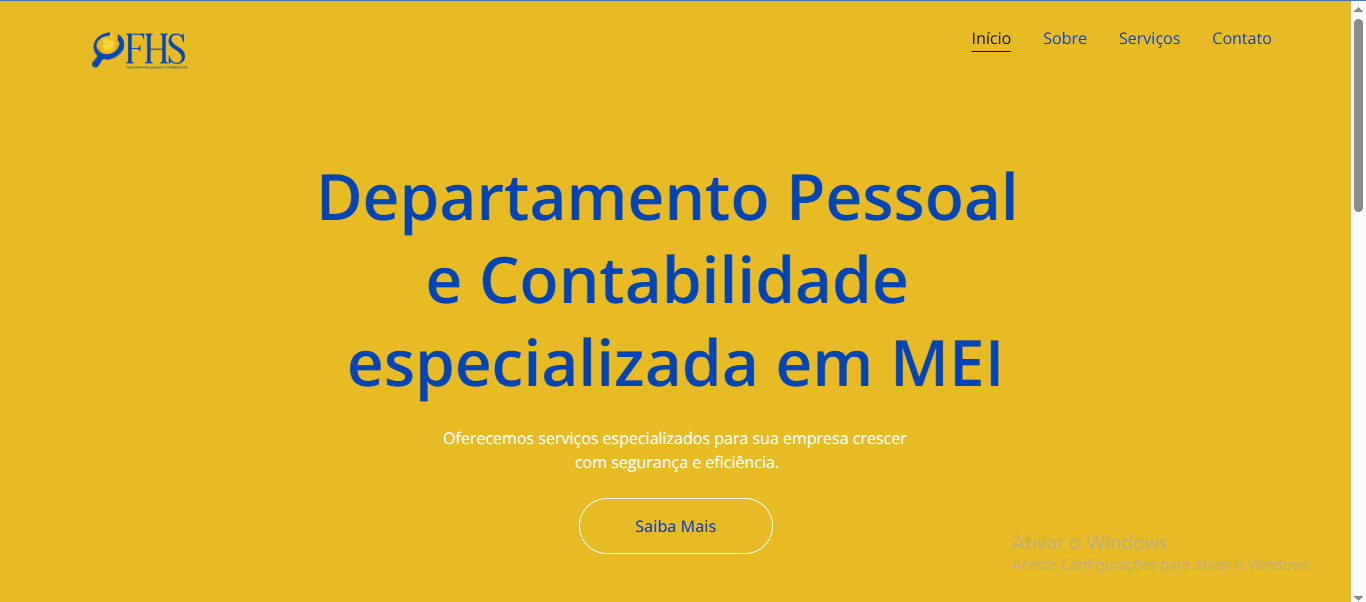 FHS
Início
Sobre
Serviços
Contato
Departamento Pessoal
e Contabilidade
especializada em MEI
Oferecemos serviços especializados para sua empresa crescer
com segurança e eficiência.
Saiba Mais
Ativar o Windows
Acesse Configurações para ativar o Windows.